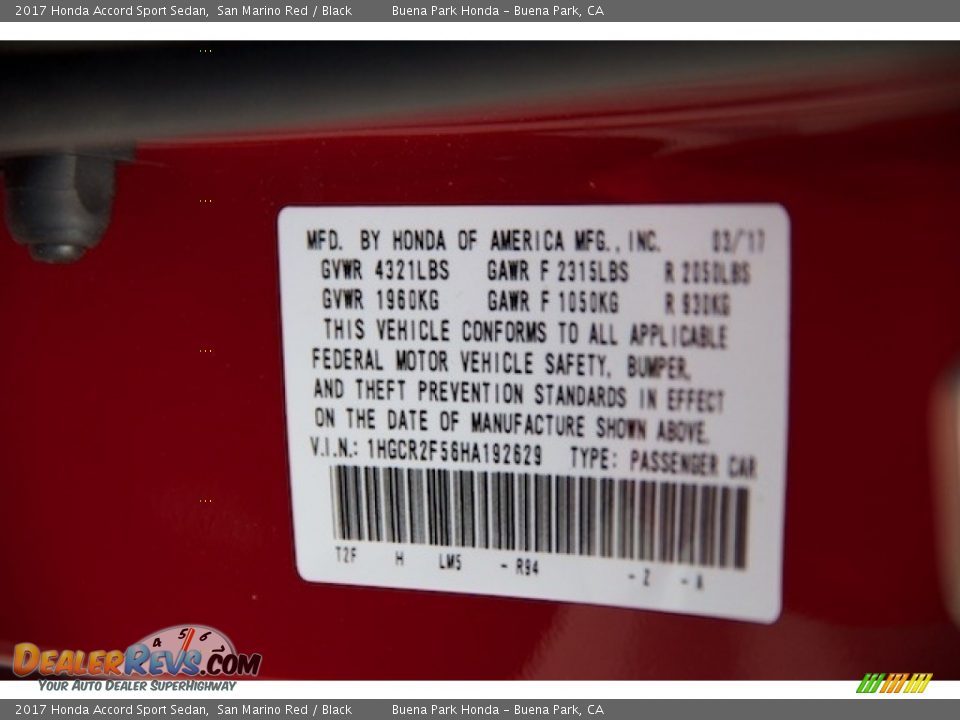 2017 Honda Accord Sport Sedan, San Marino Red / Black Buena Park Honda – Buena Park, CA
MFD. BY HONDA OF AMERICA MFG., INC. 03/17
GVWR 4321LBS GAWR F 2315LBS R 2050LBS
GVWR 1960KG GAWR F 1050KG R 930KG
THIS VEHICLE CONFORMS TO ALL APPLICABLE
FEDERAL MOTOR VEHICLE SAFETY, BUMPER,
AND THEFT PREVENTION STANDARDS IN EFFECT
ON THE DATE OF MANUFACTURE SHOWN ABOVE.
V.I.N.: 1HGCR2F56HA192629 TYPE: PASSENGER CAR
T2F H LM5 - R94 - 2 - A
4 5 6
DEALERREVS.COM
YOUR AUTO DEALER SUPERHIGHWAY
2017 Honda Accord Sport Sedan, San Marino Red / Black Buena Park Honda – Buena Park, CA